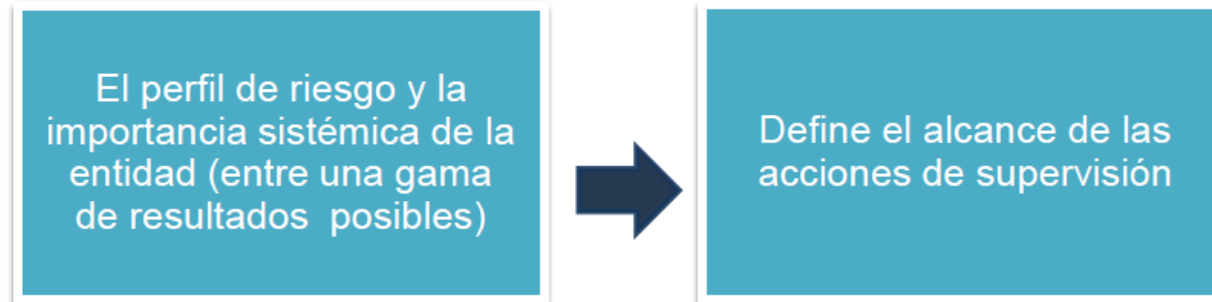 El perfil de riesgo y la
importancia sistémica de la
entidad (entre una gama
de resultados posibles)
Define el alcance de las
acciones de supervisión